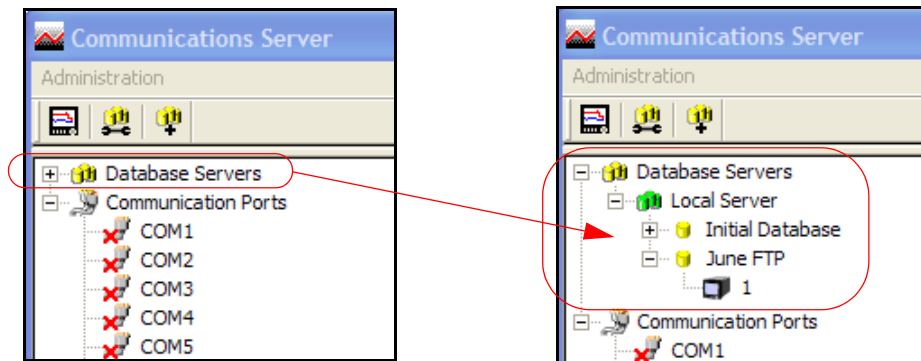 Communications Server
Administration
Database Servers
Communication Ports
COM1
COM2
COM3
COM4
COM5
Communications Server
Administration
Database Servers
Local Server
Initial Database
June FTP
1
Communication Ports
COM1